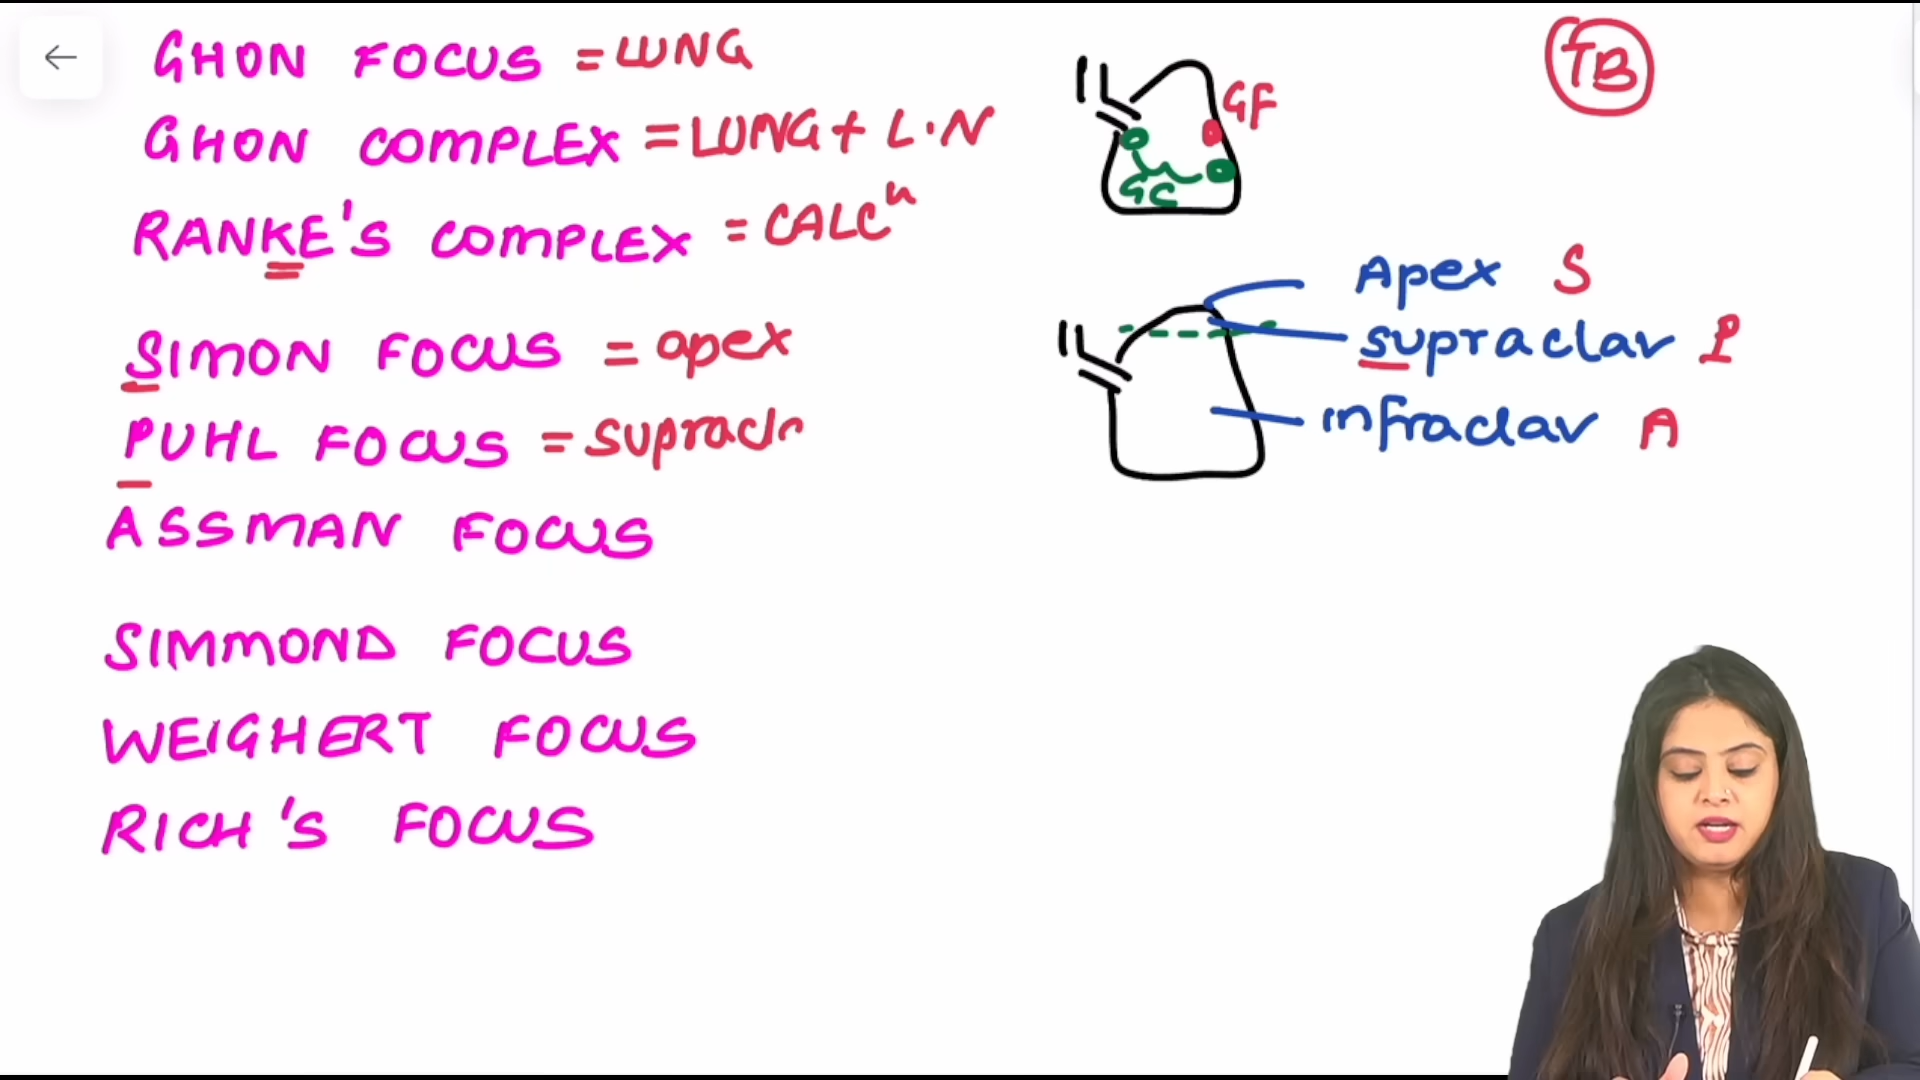 GHON FOCUS = LUNG
GHON COMPLEX = LUNG + L.N
RANKE'S COMPLEX = CALCⁿ
SIMON FOCUS = apex
PUHL FOCUS = supracla
ASSMAN FOCUS
SIMMOND FOCUS
WEIGHERT FOCUS
RICH'S FOCUS
TB
GF
GC
Apex S
supraclav P
infraclav A